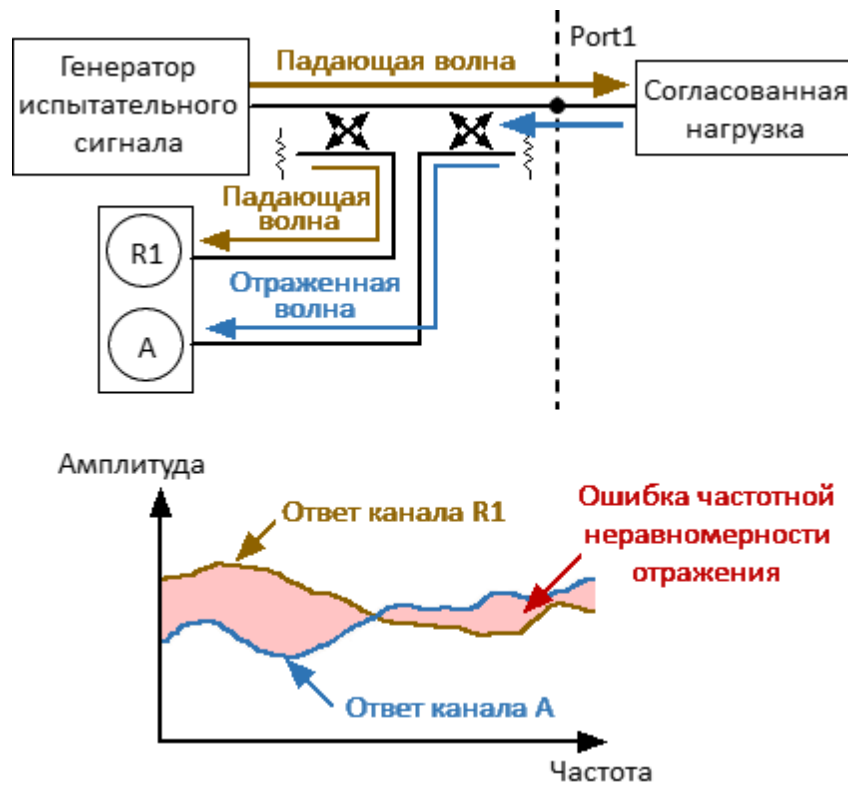 Port1
Генератор
испытательного
сигнала
Падающая волна
Согласованная
нагрузка
Падающая
волна
R1
Отраженная
волна
A
Амплитуда
Ответ канала R1
Ошибка частотной
неравномерности
отражения
Ответ канала А
Частота